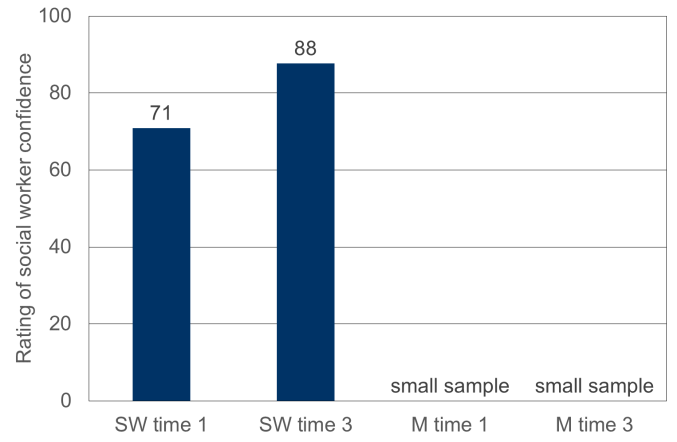 Rating of social worker confidence
100
80
60
40
20
0
71
88
small sample small sample
SW time 1 SW time 3 M time 1 M time 3